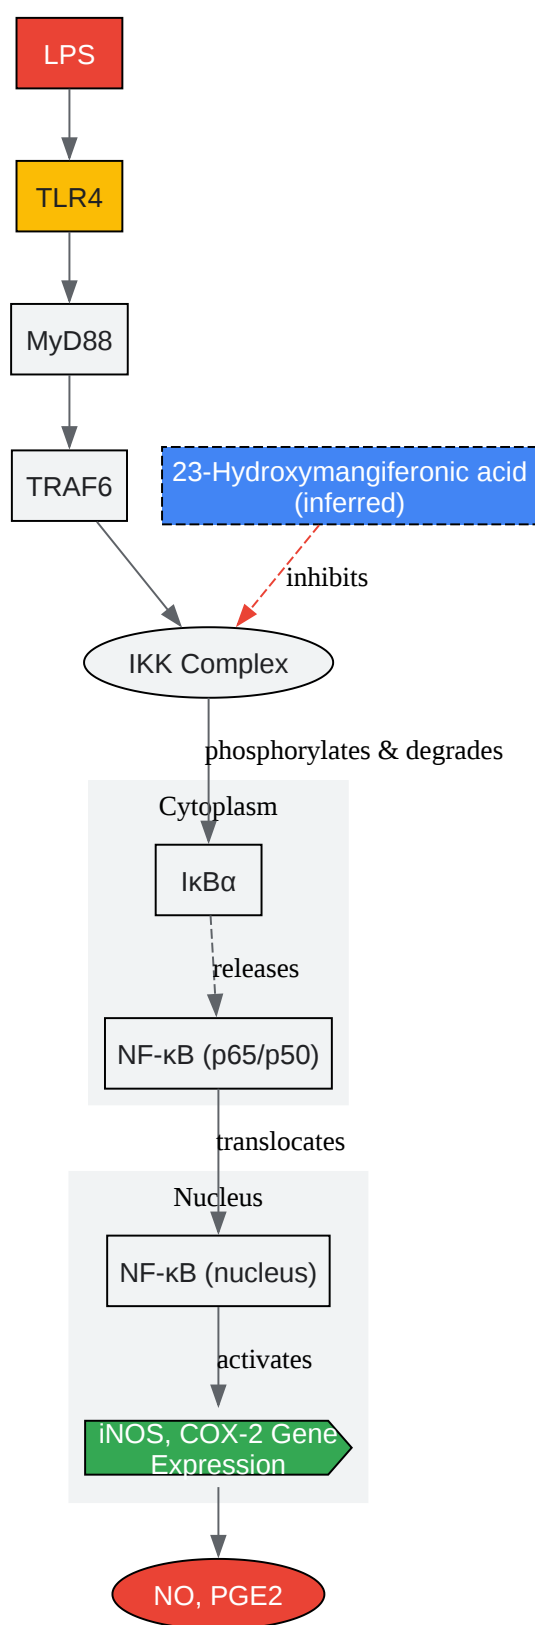 LPS
TLR4
MyD88
TRAF6
23-Hydroxymangiferonic acid
(inferred)
inhibits
IKK Complex
phosphorylates & degrades
Cytoplasm
IκBα
releases
NF-κB (p65/p50)
translocates
Nucleus
NF-κB (nucleus)
activates
iNOS, COX-2 Gene
Expression
NO, PGE2